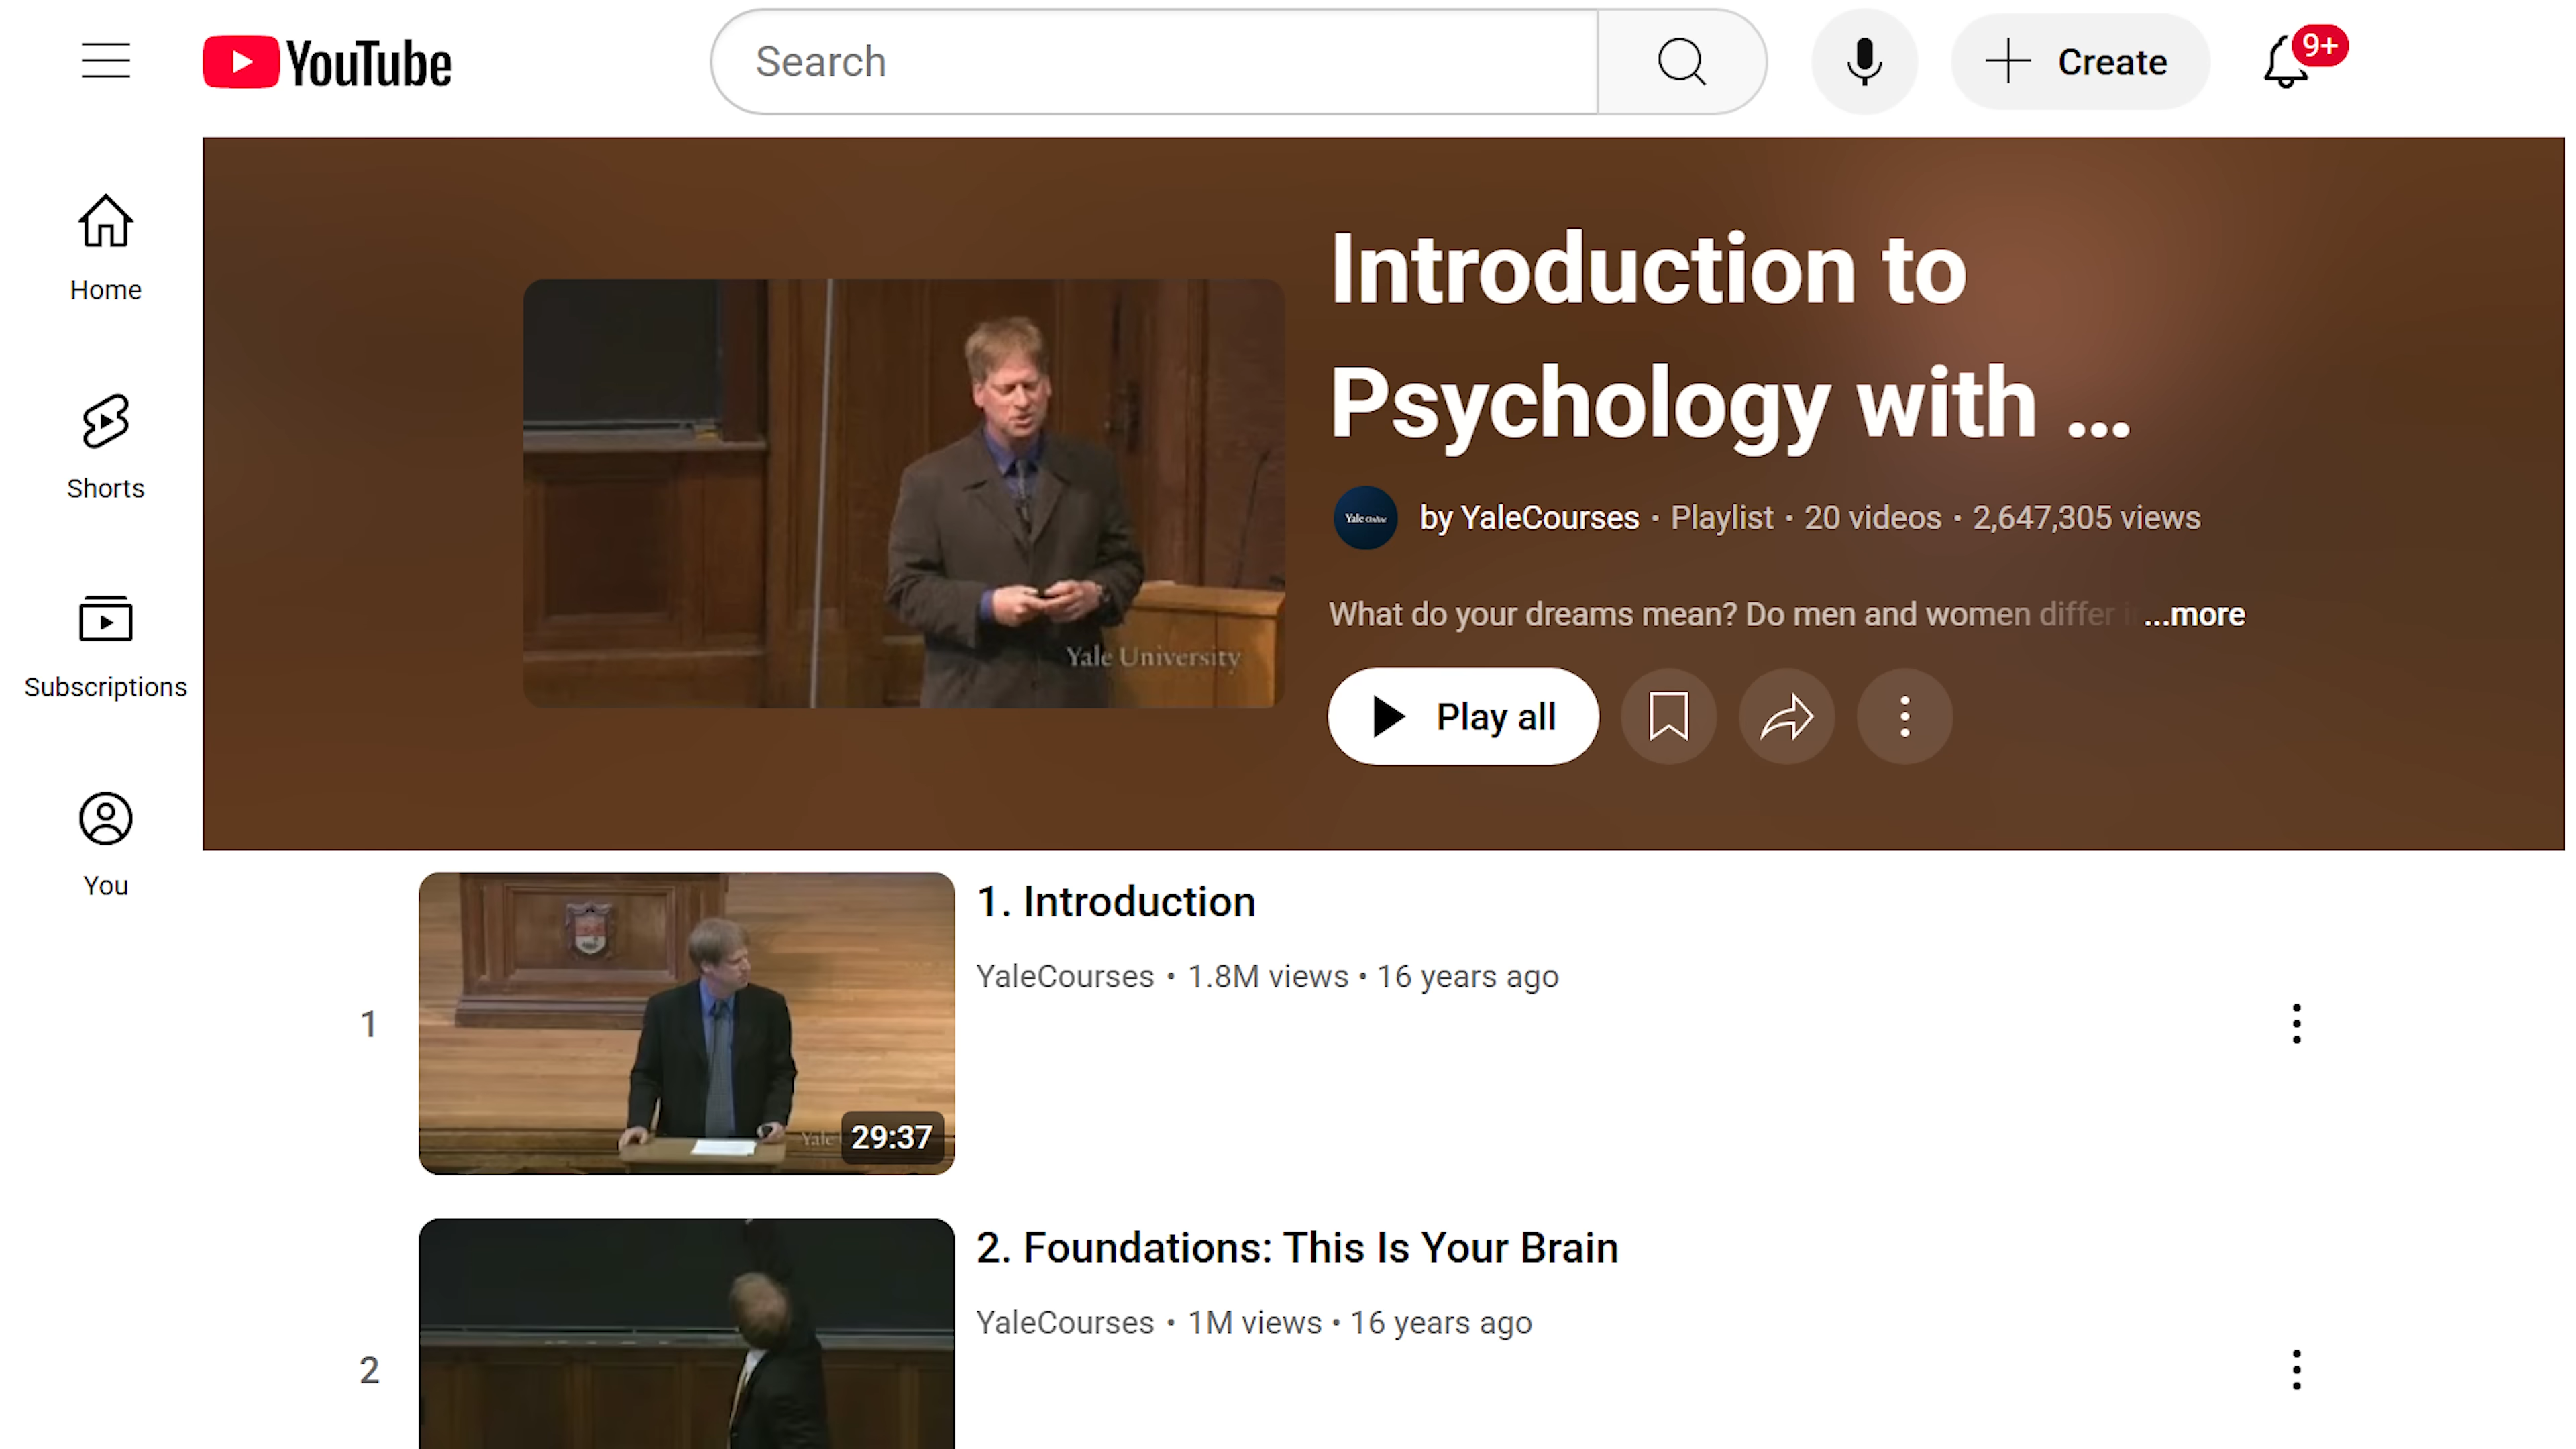 YouTube
Search
Create
9+
Home
Shorts
Subscriptions
You
Yale University
Introduction to
Psychology with ...
Yale Online
by YaleCourses • Playlist • 20 videos • 2,647,305 views
What do your dreams mean? Do men and women differ ...more
Play all
1
29:37
Yale
1. Introduction
YaleCourses • 1.8M views • 16 years ago
2
2. Foundations: This Is Your Brain
YaleCourses • 1M views • 16 years ago